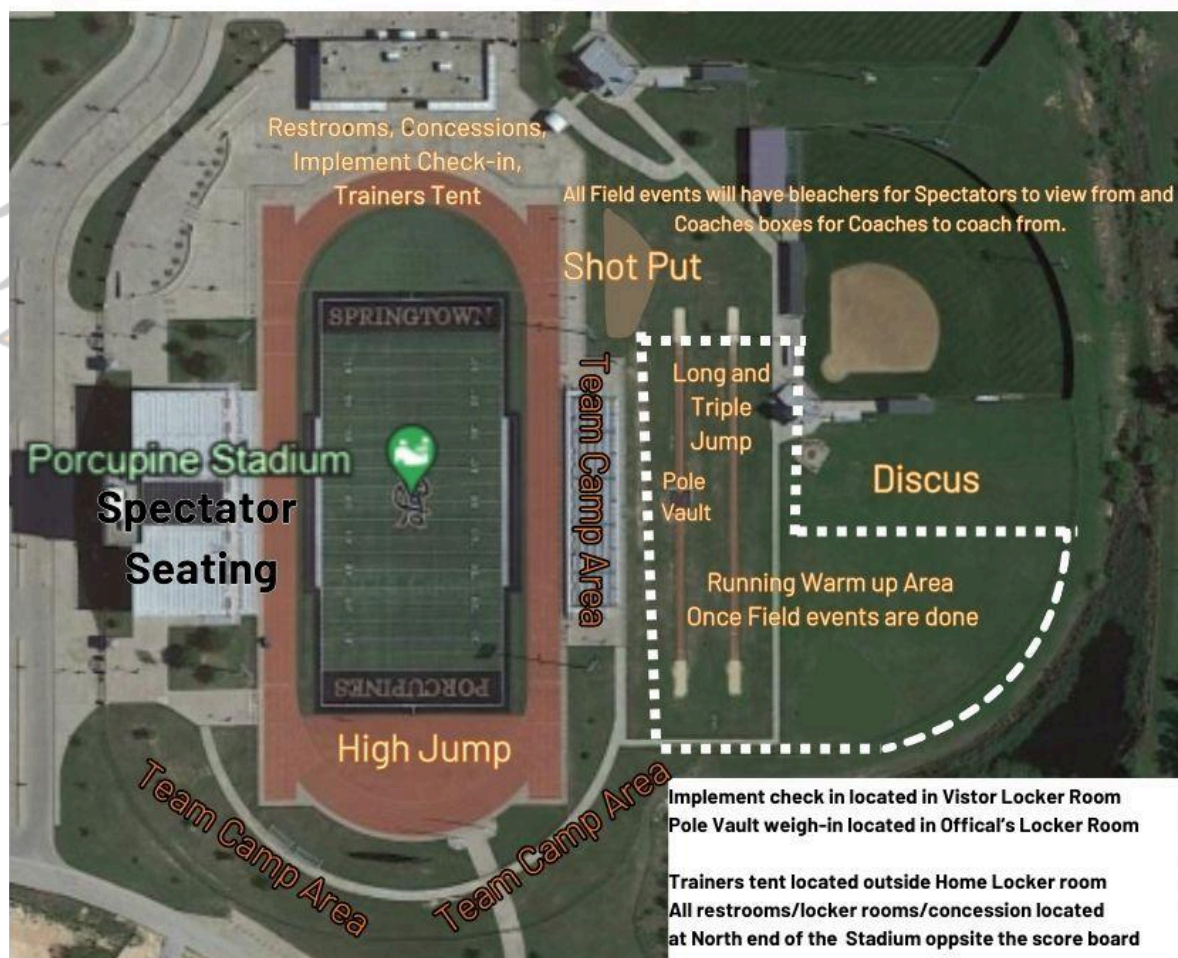 Restrooms, Concessions,
Implement Check-in,
Trainers Tent
All Field events will have bleachers for Spectators to view from and
Coaches boxes for Coaches to coach from.
Shot Put
SPRINGTOWN
Team Camp Area
Long and
Triple
Jump
Pole
Vault
Discus
Porcupine Stadium
Spectator
Seating
Running Warm up Area
Once Field events are done
PORCUPINES
High Jump
Team Camp Area
Team Camp Area
Implement check in located in Vistor Locker Room
Pole Vault weigh-in located in Offical's Locker Room
Trainers tent located outside Home Locker room
All restrooms/locker rooms/concession located
at North end of the Stadium oppsite the score board